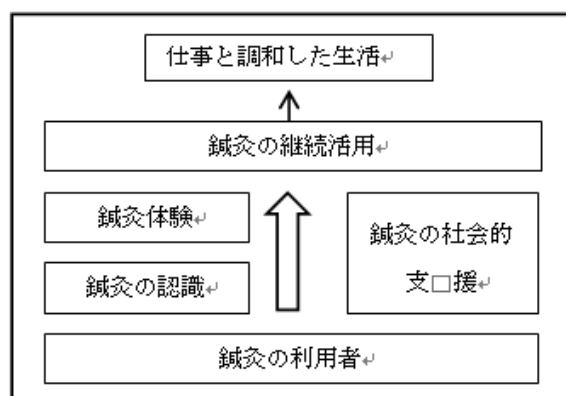 仕事と調和した生活↵
鍼灸の継続活用↵
鍼灸体験↵
鍼灸の社会的
支□援↵
鍼灸の認識↵
鍼灸の利用者↵